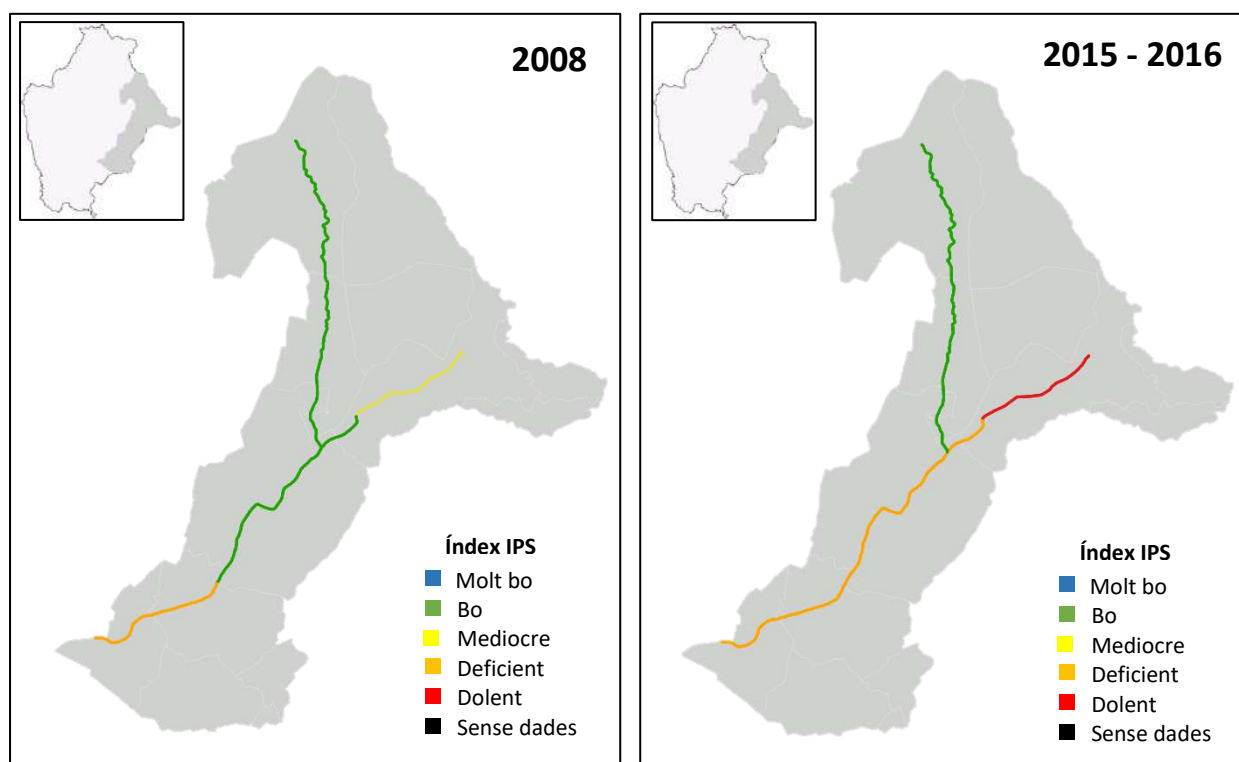 2008
Índex IPS
Molt bo
Bo
Mediocre
Deficient
Dolent
Sense dades
2015 - 2016
Índex IPS
Molt bo
Bo
Mediocre
Deficient
Dolent
Sense dades